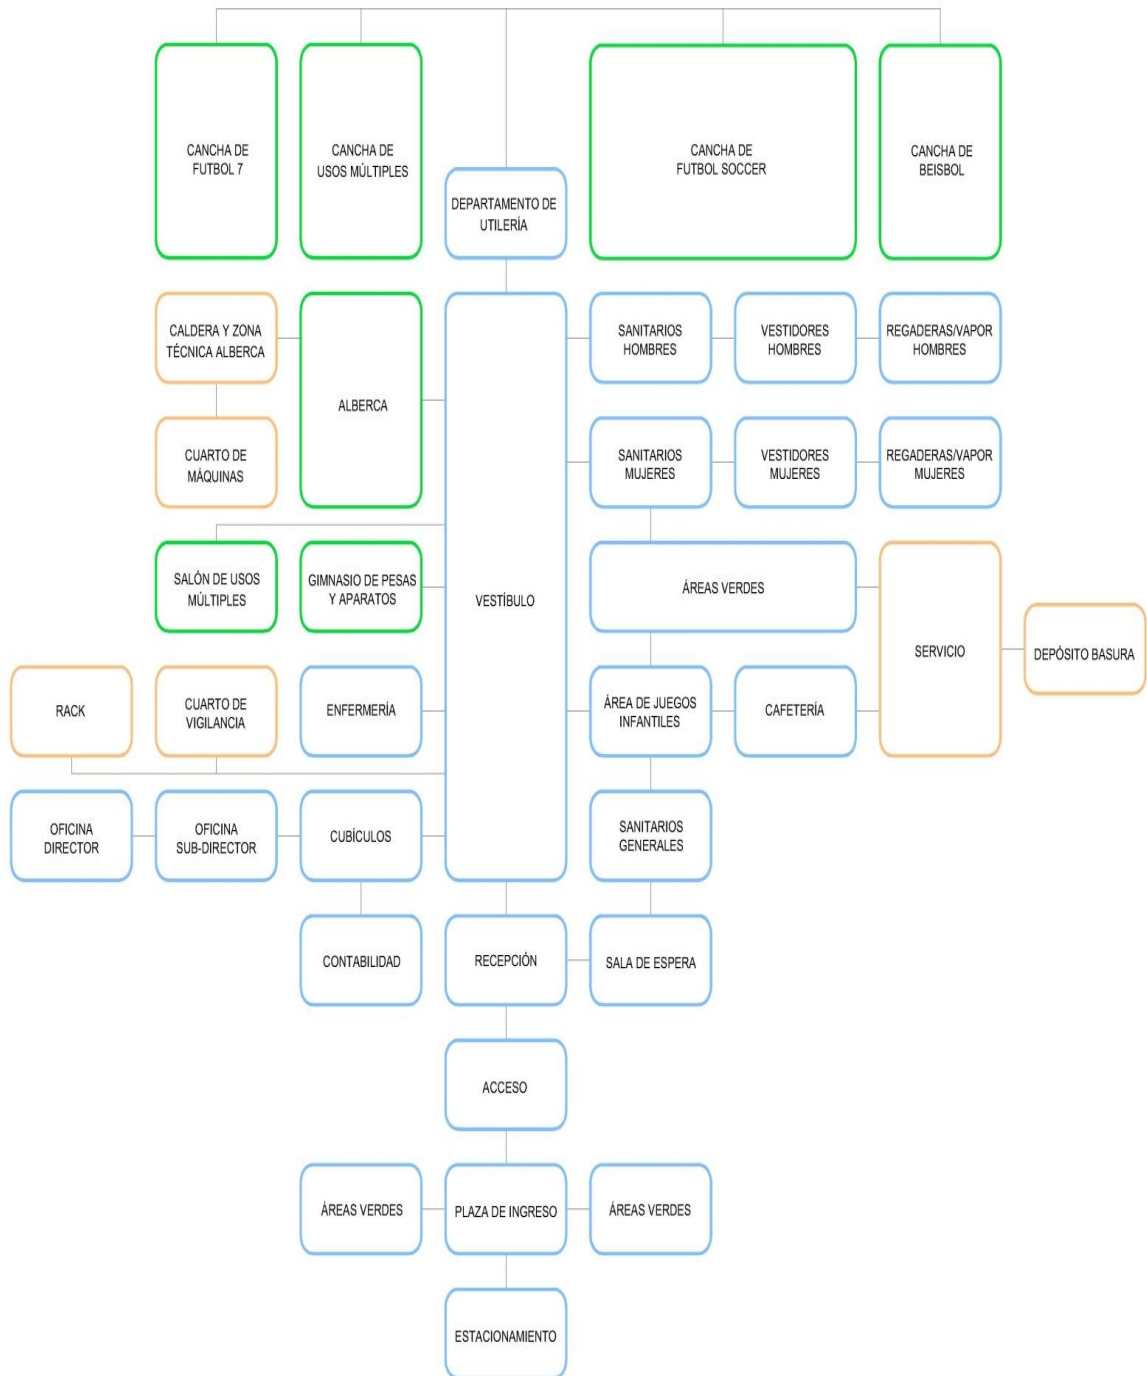 CANCHA DE
FUTBOL 7
CANCHA DE
USOS MÚLTIPLES
CANCHA DE
FUTBOL SOCCER
CANCHA DE
BEISBOL
DEPARTAMENTO DE
UTILERÍA
CALDERA Y ZONA
TÉCNICA ALBERCA
ALBERCA
SANITARIOS
HOMBRES
VESTIDORES
HOMBRES
REGADERAS/VAPOR
HOMBRES
CUARTO DE
MÁQUINAS
SANITARIOS
MUJERES
VESTIDORES
MUJERES
REGADERAS/VAPOR
MUJERES
SALÓN DE USOS
MÚLTIPLES
GIMNASIO DE PESAS
Y APARATOS
VESTÍBULO
ÁREAS VERDES
SERVICIO
DEPÓSITO BASURA
RACK
CUARTO DE
VIGILANCIA
ENFERMERÍA
ÁREA DE JUEGOS
INFANTILES
CAFETERÍA
OFICINA
DIRECTOR
OFICINA
SUB-DIRECTOR
CUBÍCULOS
SANITARIOS
GENERALES
CONTABILIDAD
RECEPCIÓN
SALA DE ESPERA
ACCESO
ÁREAS VERDES
PLAZA DE INGRESO
ÁREAS VERDES
ESTACIONAMIENTO